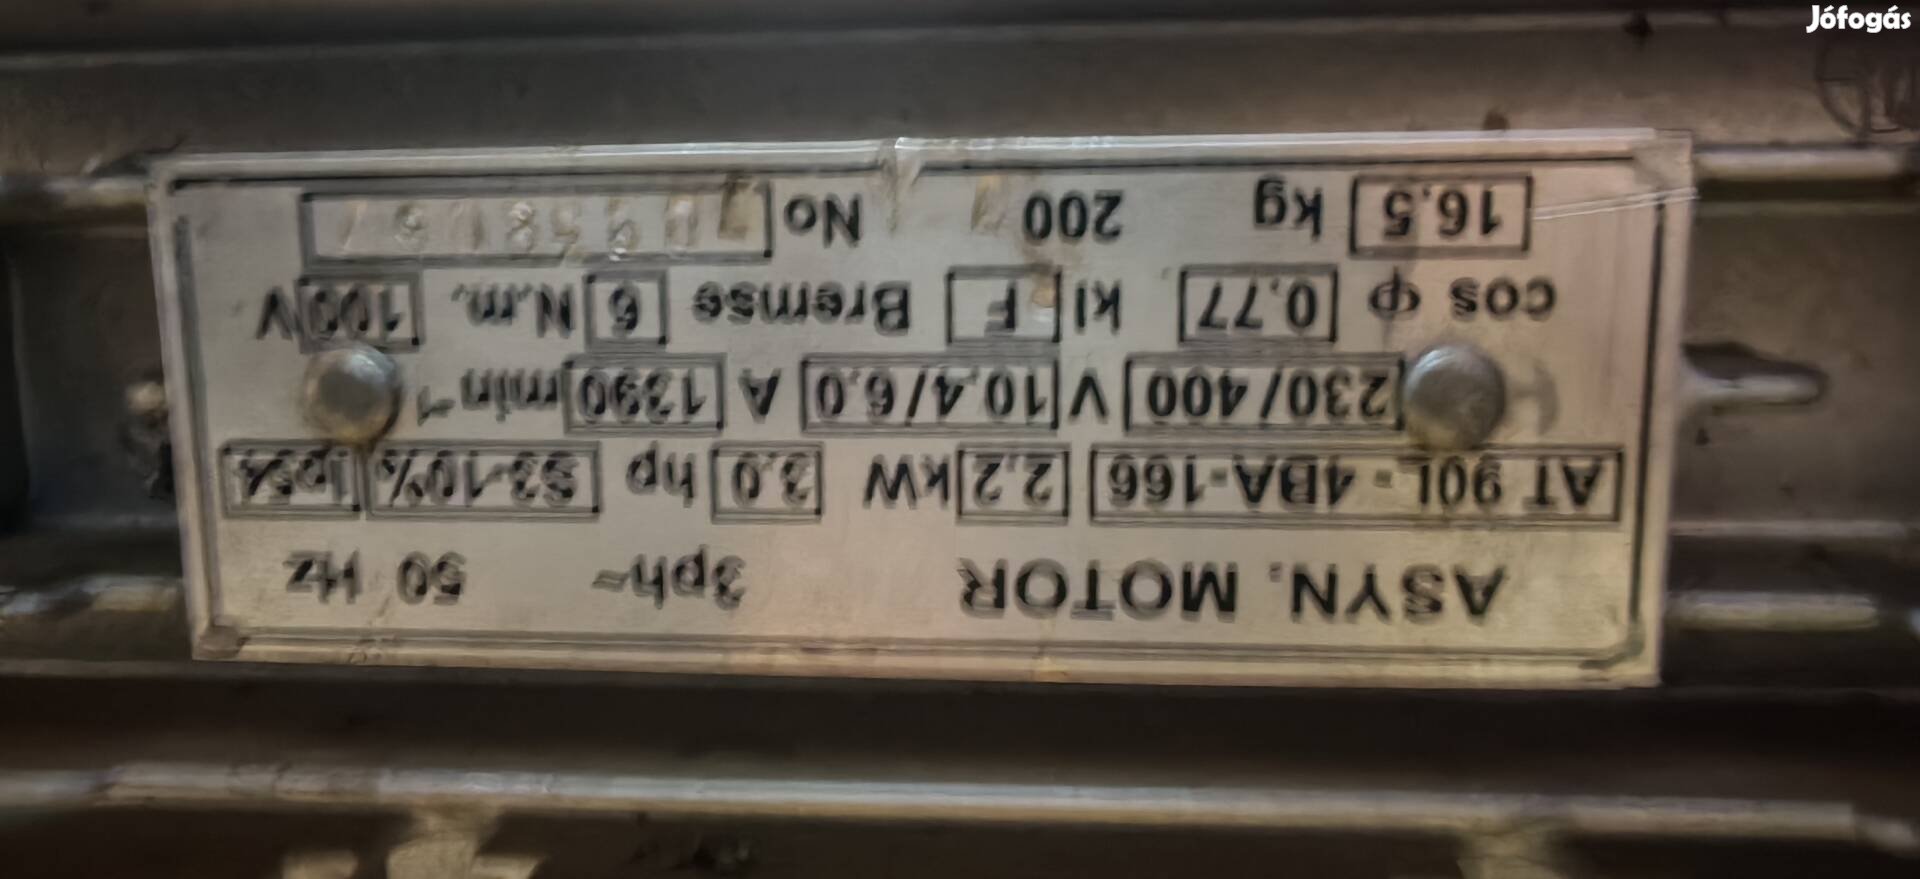 Jófogás
ASYN. MOTOR 3ph~ 50 Hz
AT 90L - 4BA-166 2,2 kW 3,0 hp S3-10% Ip54
230/400 V 10,4/6,0 A 1390 min⁻¹
cos φ 0,77 kl F Bremse 6 N.m. 100 V
16,5 kg 200 No